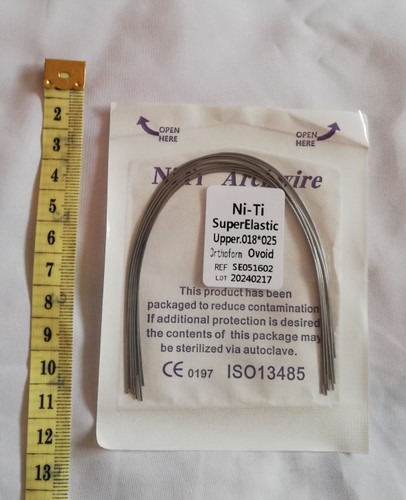 OPEN
HERE
OPEN
HERE
Archwire
Ni-Ti
SuperElastic
Upper.018*025
Orthoform Ovoid
REF SE051602
LOT 20240217
This product has been
packaged to reduce contamination
If additional protection is desired
the contents of this package may
be sterilized via autoclave.
CE 0197 ISO13485
2
3
4
5
6
7
8
9
10
11
12
13